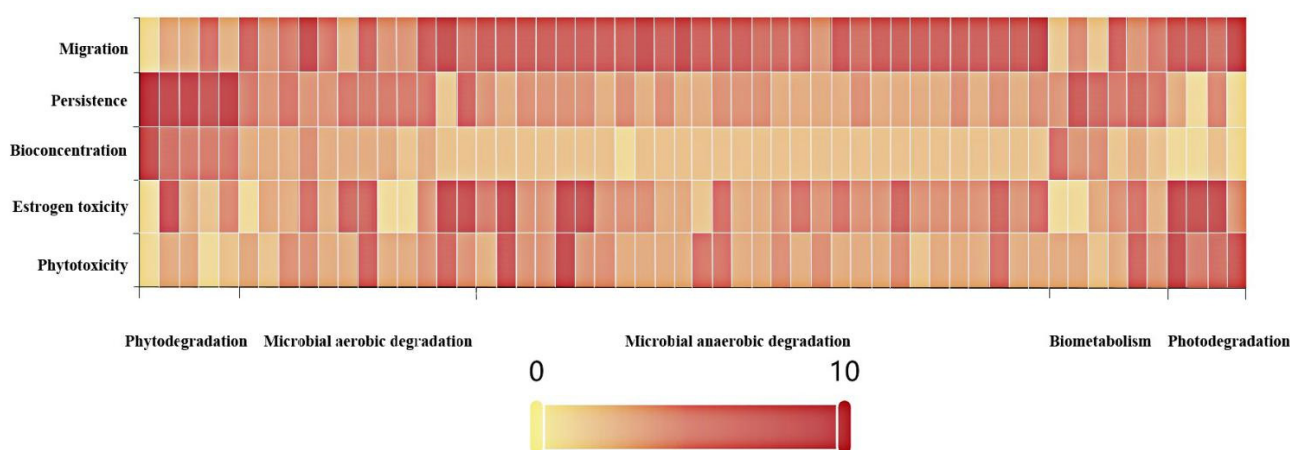 Migration
Persistence
Bioconcentration
Estrogen toxicity
Phytotoxicity
Phytodegradation Microbial aerobic degradation Microbial anaerobic degradation Biometabolism Photodegradation
0 10